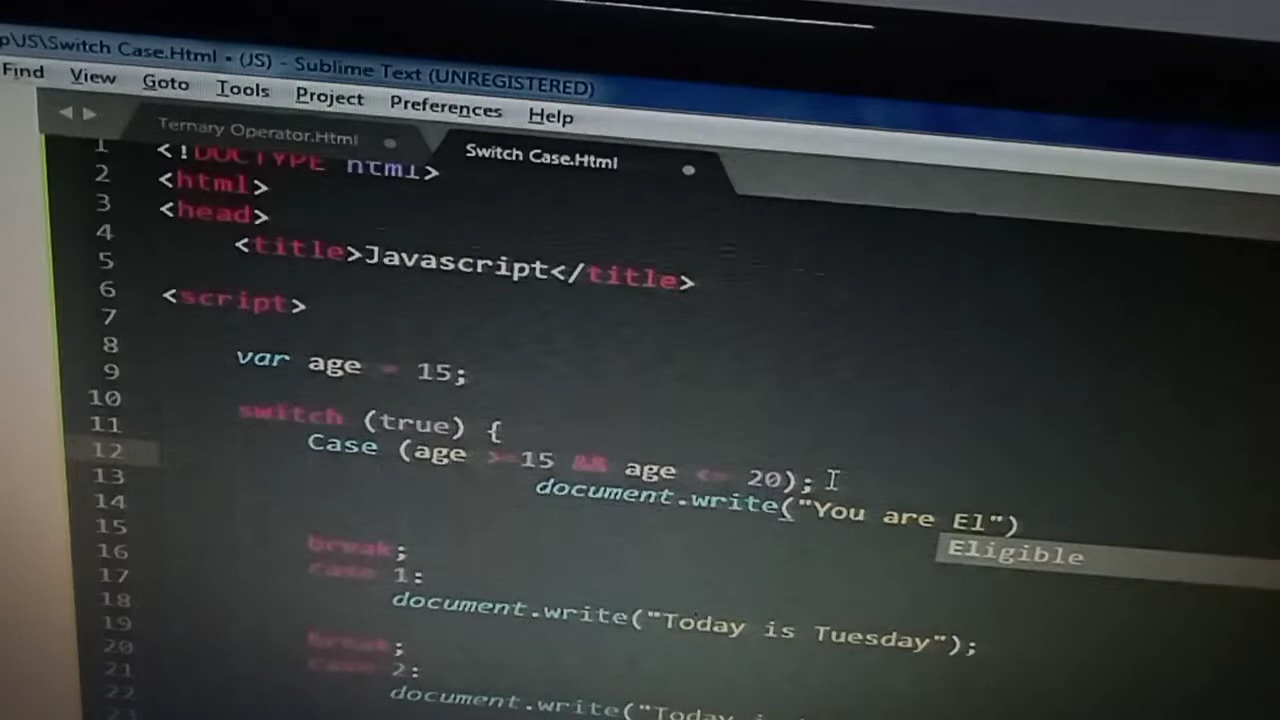 p\JS\Switch Case.Html • (JS) - Sublime Text (UNREGISTERED)
Find View Goto Tools Project Preferences Help
Ternary Operator.Html Switch Case.Html
1 <!DOCTYPE html>
2 <html>
3 <head>
4 <title>Javascript</title>
5
6 <script>
7
8 var age = 15;
9
10 switch (true) {
11 Case (age >=15 && age <= 20);
12 document.write("You are El")
13 Eligible
14 break;
15 case 1:
16 document.write("Today is Tuesday");
17
18 break;
19 case 2:
20 document.write("Today
21
22